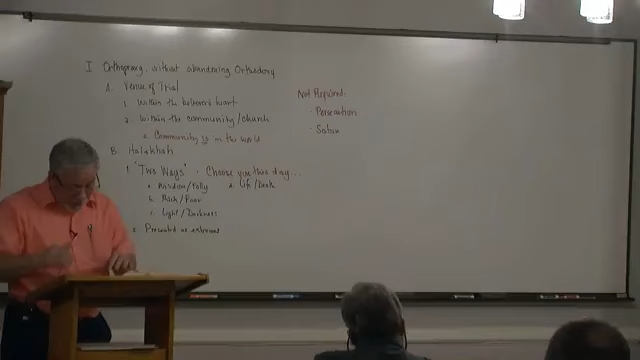 I Orthopraxy without abandoning Orthodoxy
A. Venue of Trial
1. Within the believer's heart
2. Within the community/church
a. Community is in the world
B. Halakhah
1. "Two Ways" - Choose you this day...
a. Wisdom/Folly d. Life/Death
b. Rich/Poor
c. Light/Darkness
2. Presented as extremes
Not Required:
· Persecution
· Satan